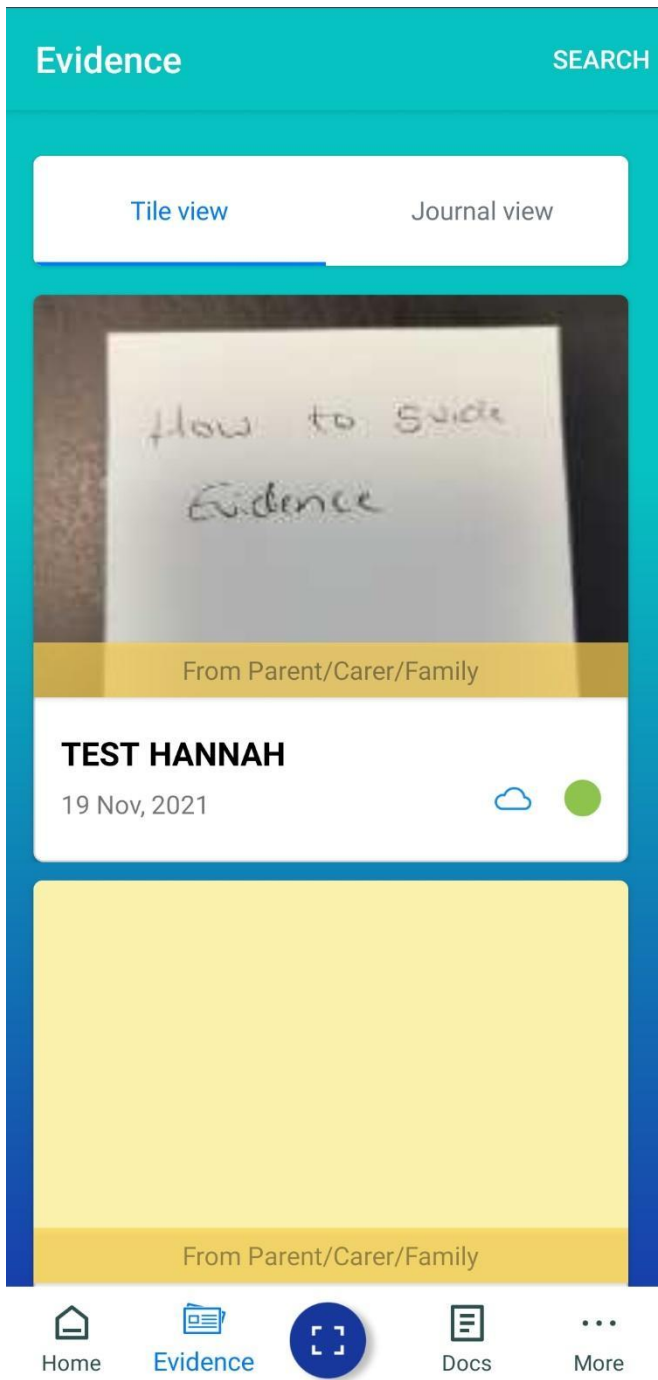 Evidence
SEARCH
Tile view
Journal view
How to guide
Evidence
From Parent/Carer/Family
TEST HANNAH
19 Nov, 2021
From Parent/Carer/Family
Home
Evidence
Docs
More